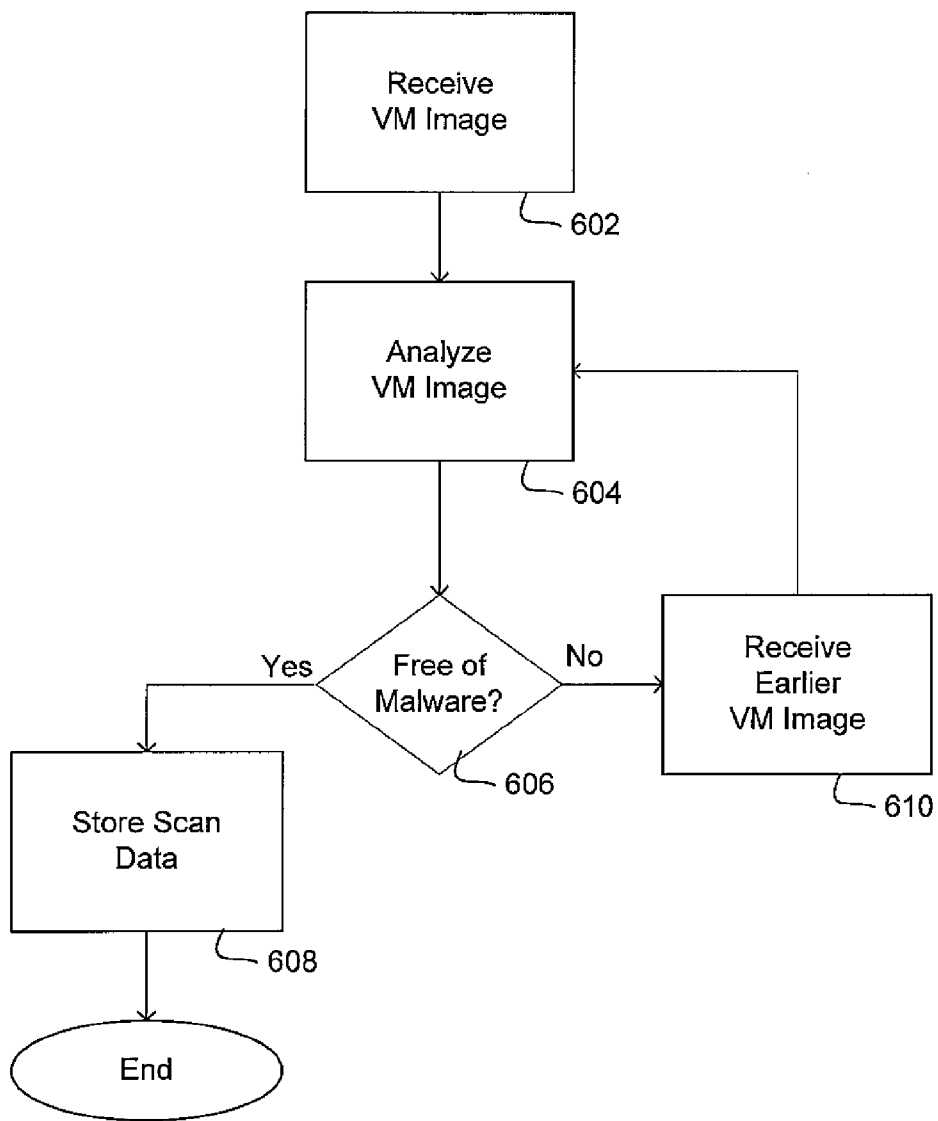 Receive
VM Image
602
Analyze
VM Image
604
Yes
Free of
Malware?
No
606
Receive
Earlier
VM Image
610
Store Scan
Data
608
End